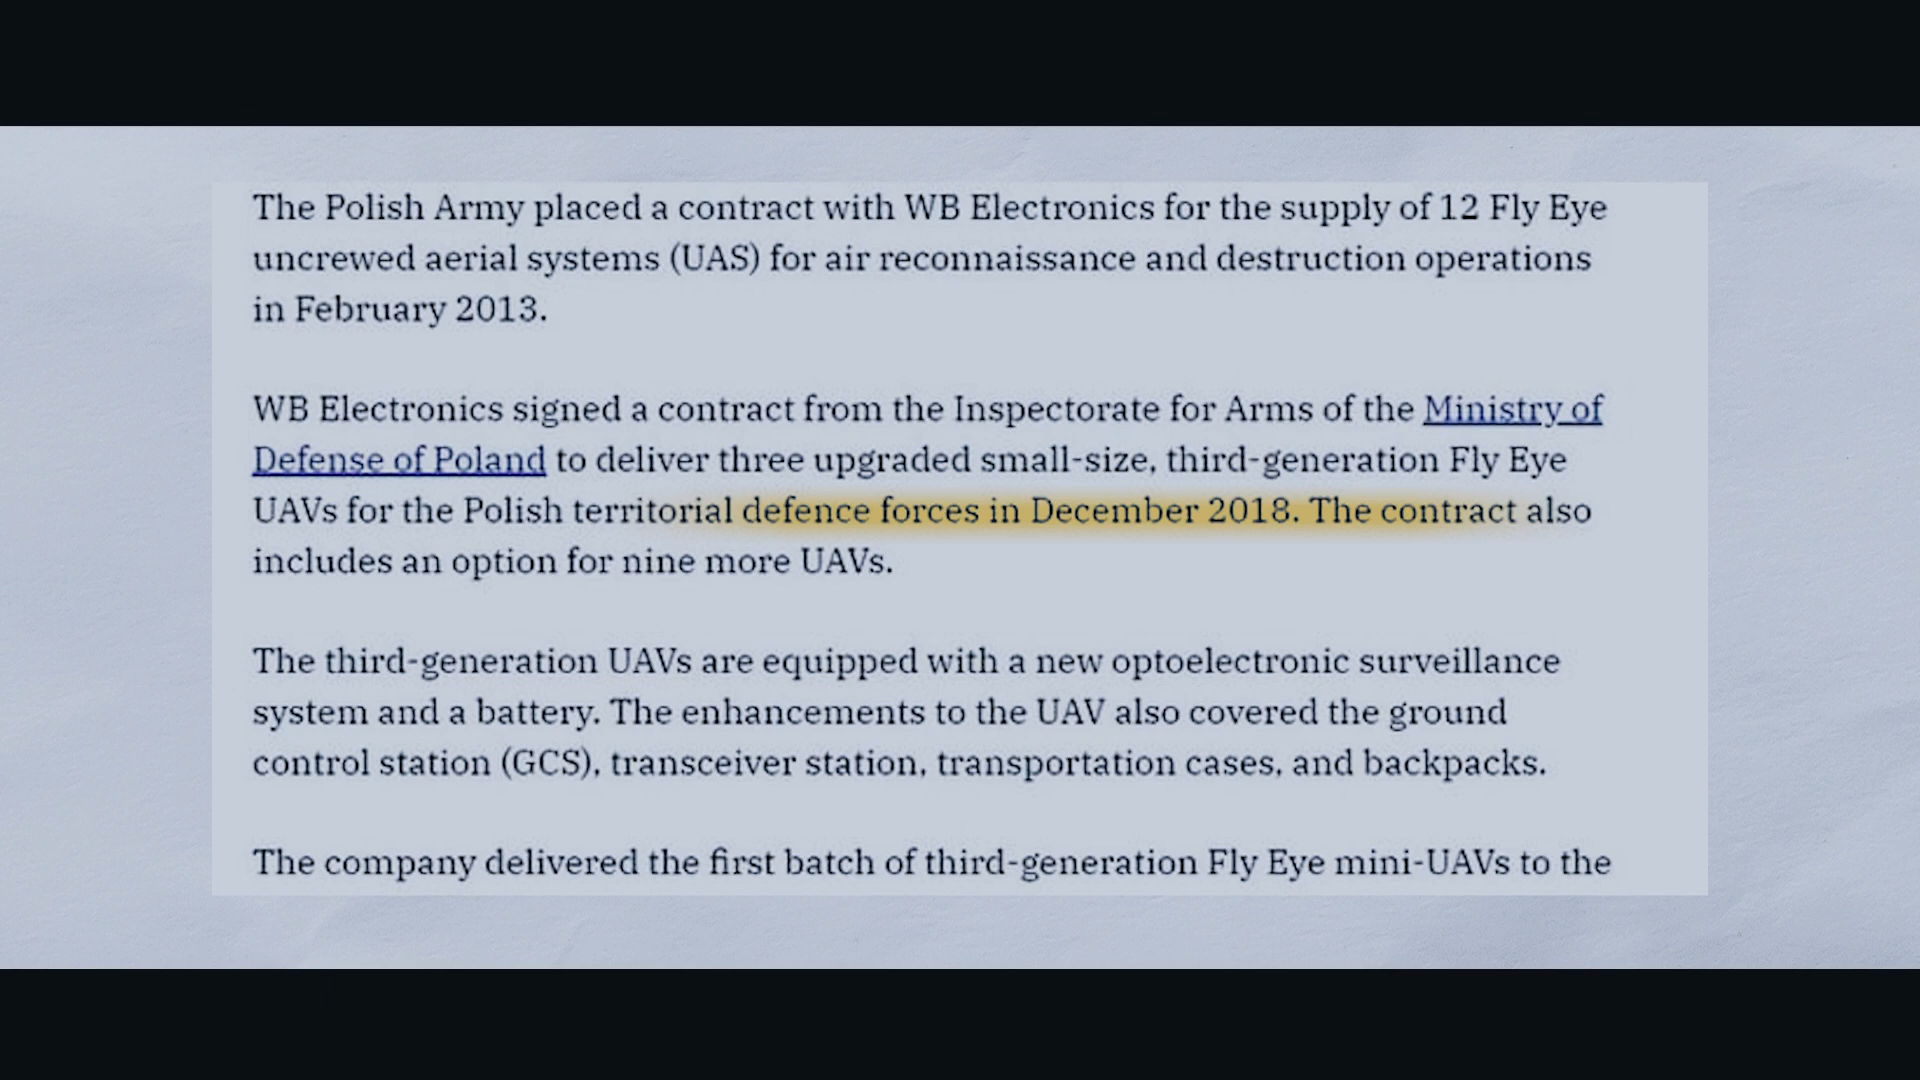 The Polish Army placed a contract with WB Electronics for the supply of 12 Fly Eye
uncrewed aerial systems (UAS) for air reconnaissance and destruction operations
in February 2013.
WB Electronics signed a contract from the Inspectorate for Arms of the Ministry of
Defense of Poland to deliver three upgraded small-size, third-generation Fly Eye
UAVs for the Polish territorial defence forces in December 2018. The contract also
includes an option for nine more UAVs.
The third-generation UAVs are equipped with a new optoelectronic surveillance
system and a battery. The enhancements to the UAV also covered the ground
control station (GCS), transceiver station, transportation cases, and backpacks.
The company delivered the first batch of third-generation Fly Eye mini-UAVs to the